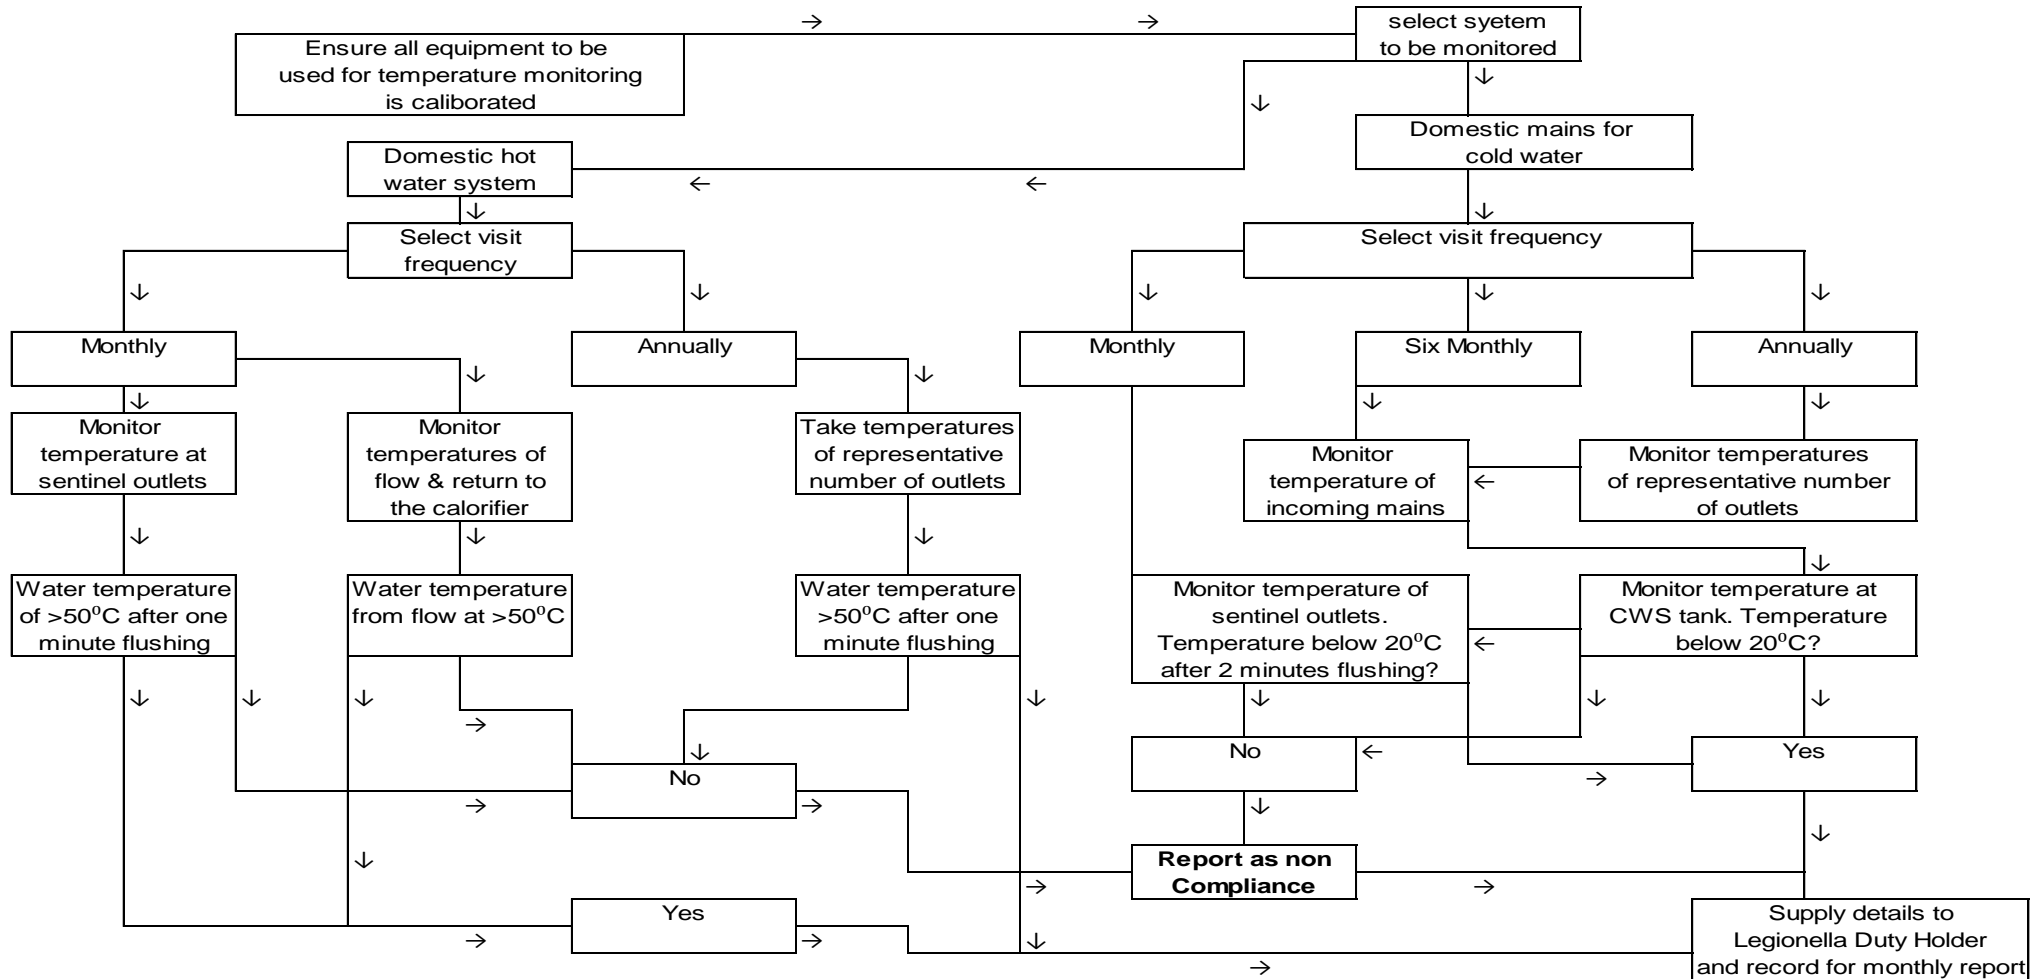 select syetem
to be monitored
Ensure all equipment to be
used for temperature monitoring
is caliborated
Domestic mains for
cold water
Domestic hot
water system
Select visit
frequency
Select visit frequency
Monthly
Annually
Monthly
Six Monthly
Annually
Monitor
temperature at
sentinel outlets
Monitor
temperatures of
flow & return to
the calorifier
Take temperatures
of representative
number of outlets
Monitor
temperature of
incoming mains
Monitor temperatures
of representative number
of outlets
Water temperature
of >50⁰C after one
minute flushing
Water temperature
from flow at >50⁰C
Water temperature
>50⁰C after one
minute flushing
Monitor temperature of
sentinel outlets.
Temperature below 20⁰C
after 2 minutes flushing?
Monitor temperature at
CWS tank. Temperature
below 20⁰C?
No
Yes
No
Report as non
Compliance
Yes
Supply details to
Legionella Duty Holder
and record for monthly report